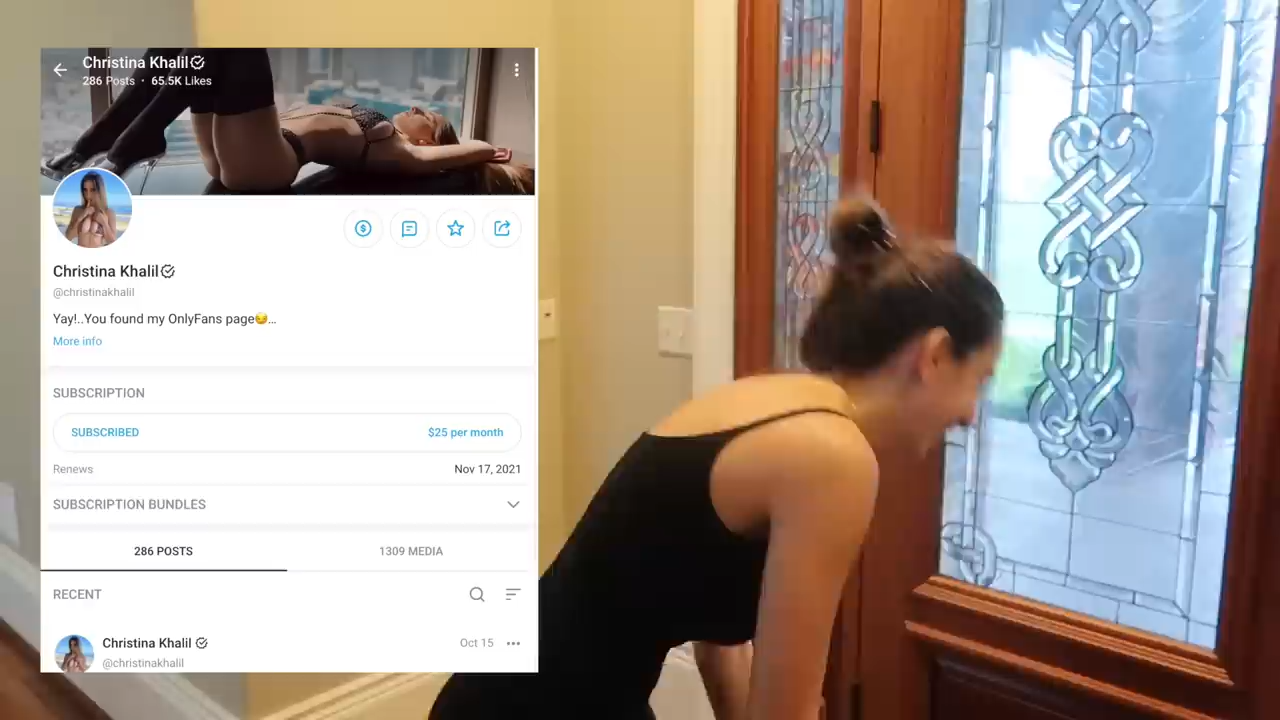 Christina Khalil
286 Posts · 65.5K Likes
Christina Khalil
@christinakhalil
Yay!..You found my OnlyFans page😏...
More info
SUBSCRIPTION
SUBSCRIBED $25 per month
Renews Nov 17, 2021
SUBSCRIPTION BUNDLES
286 POSTS 1309 MEDIA
RECENT
Christina Khalil Oct 15
@christinakhalil